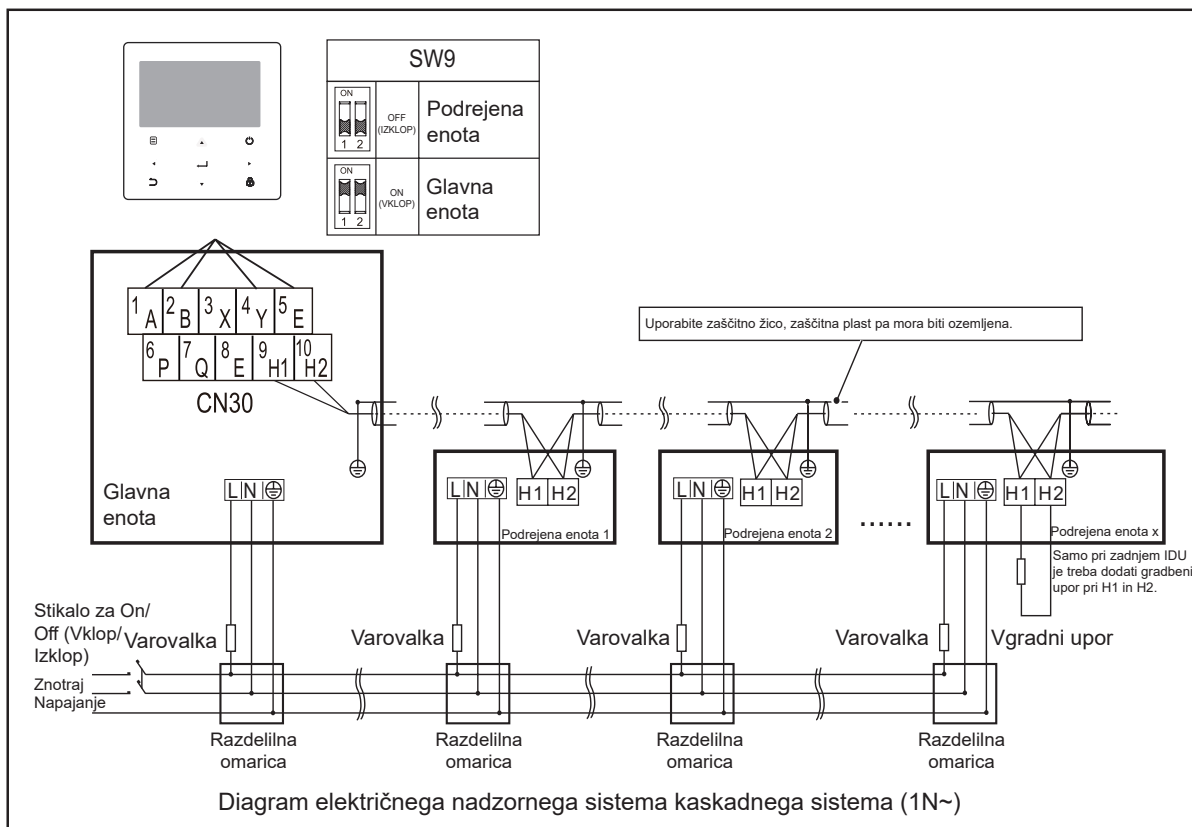 SW9
ON
1 2
OFF
(IZKLOP)
Podrejena
enota
ON
1 2
ON
(VKLOP)
Glavna
enota
1 A 2 B 3 X 4 Y 5 E
6 P 7 Q 8 E 9 H1 10 H2
CN30
Uporabite zaščitno žico, zaščitna plast pa mora biti ozemljena.
Glavna
enota
L N
L N
H1 H2
Podrejena enota 1
L N
H1 H2
Podrejena enota 2
......
L N
H1 H2
Podrejena enota x
Samo pri zadnjem IDU
je treba dodati gradbeni
upor pri H1 in H2.
Stikalo za On/
Off (Vklop/
Izklop)
Varovalka
Varovalka
Varovalka
Varovalka
Vgradni upor
Znotraj
Napajanje
Razdelilna
omarica
Razdelilna
omarica
Razdelilna
omarica
Razdelilna
omarica
Diagram električnega nadzornega sistema kaskadnega sistema (1N~)